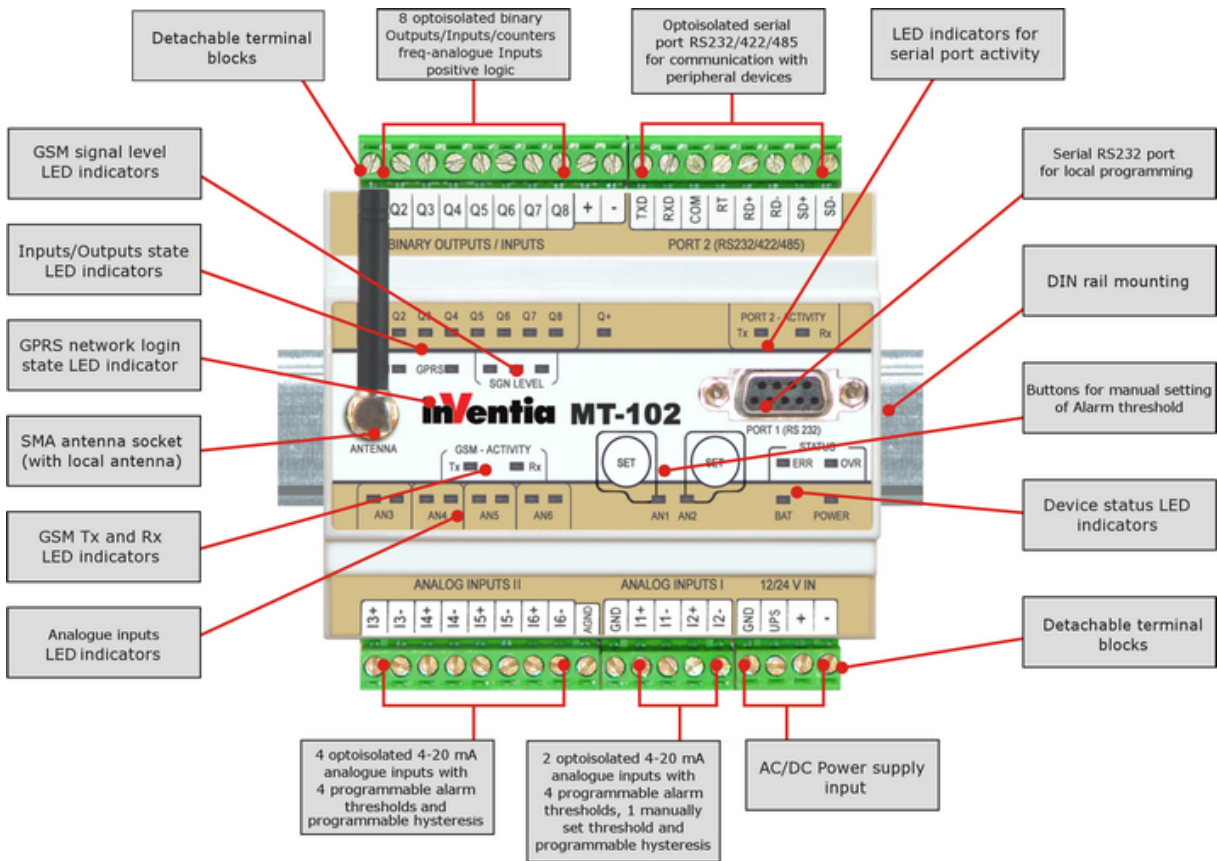 Detachable terminal
blocks
8 optoisolated binary
Outputs/Inputs/counters
freq-analogue Inputs
positive logic
Optoisolated serial
port RS232/422/485
for communication with
peripheral devices
LED indicators for
serial port activity
GSM signal level
LED indicators
Inputs/Outputs state
LED indicators
GPRS network login
state LED indicator
SMA antenna socket
(with local antenna)
GSM Tx and Rx
LED indicators
Analogue inputs
LED indicators
Q2 Q3 Q4 Q5 Q6 Q7 Q8 + -
TXD RXD COM RT RD+ RD- SD+ SD-
BINARY OUTPUTS / INPUTS
PORT 2 (RS232/422/485)
Q2 Q3 Q4 Q5 Q6 Q7 Q8 Q+
PORT 2 - ACTIVITY
Tx Rx
GPRS
SGN LEVEL
inVentia MT-102
PORT 1 (RS 232)
ANTENNA
GSM - ACTIVITY
Tx Rx
SET SET
STATUS
ERR OVR
AN3 AN4 AN5 AN6
AN1 AN2
BAT POWER
ANALOG INPUTS II
ANALOG INPUTS I
12/24 V IN
I3+ I3- I4+ I4- I5+ I5- I6+ I6- AGND
GND I1+ I1- I2+ I2-
GND UPS + -
Serial RS232 port
for local programming
DIN rail mounting
Buttons for manual setting
of Alarm threshold
Device status LED
indicators
Detachable terminal
blocks
4 optoisolated 4-20 mA
analogue inputs with
4 programmable alarm
thresholds and
programmable hysteresis
2 optoisolated 4-20 mA
analogue inputs with
4 programmable alarm
thresholds, 1 manually
set threshold and
programmable hysteresis
AC/DC Power supply
input